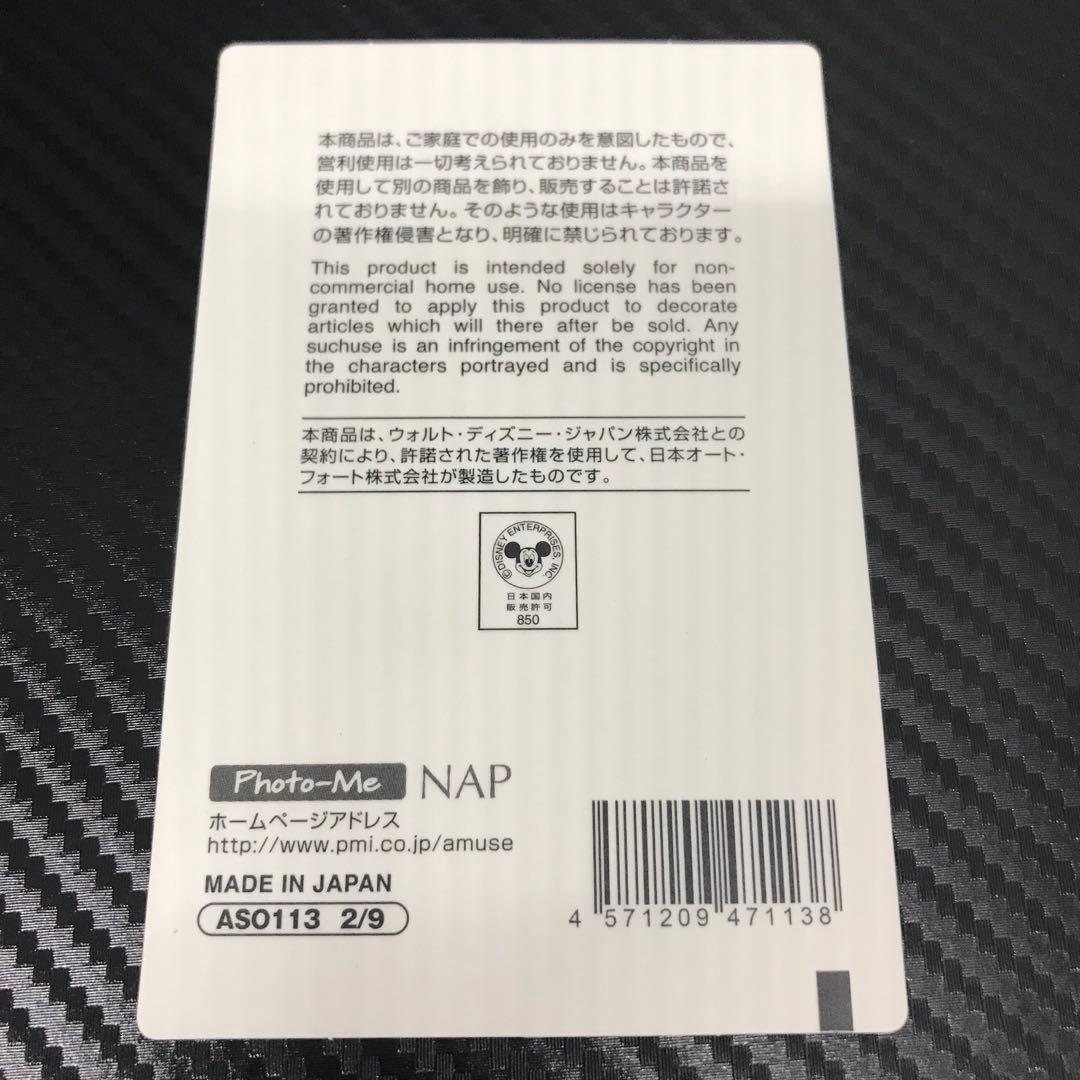 本商品は、ご家庭での使用のみを意図したもので、
営利使用は一切考えられておりません。本商品を
使用して別の商品を飾り、販売することは許諾さ
れておりません。そのような使用はキャラクター
の著作権侵害となり、明確に禁じられております。
This product is intended solely for non-
commercial home use. No license has been
granted to apply this product to decorate
articles which will there after be sold. Any
suchuse is an infringement of the copyright in
the characters portrayed and is specifically
prohibited.
本商品は、ウォルト・ディズニー・ジャパン株式会社との
契約により、許諾された著作権を使用して、日本オート・
フォート株式会社が製造したものです。
©DISNEY ENTERPRISES, INC.
日本国内
販売許可
850
Photo-Me NAP
ホームページアドレス
http://www.pmi.co.jp/amuse
MADE IN JAPAN
ASO113 2/9
4 571209 471138